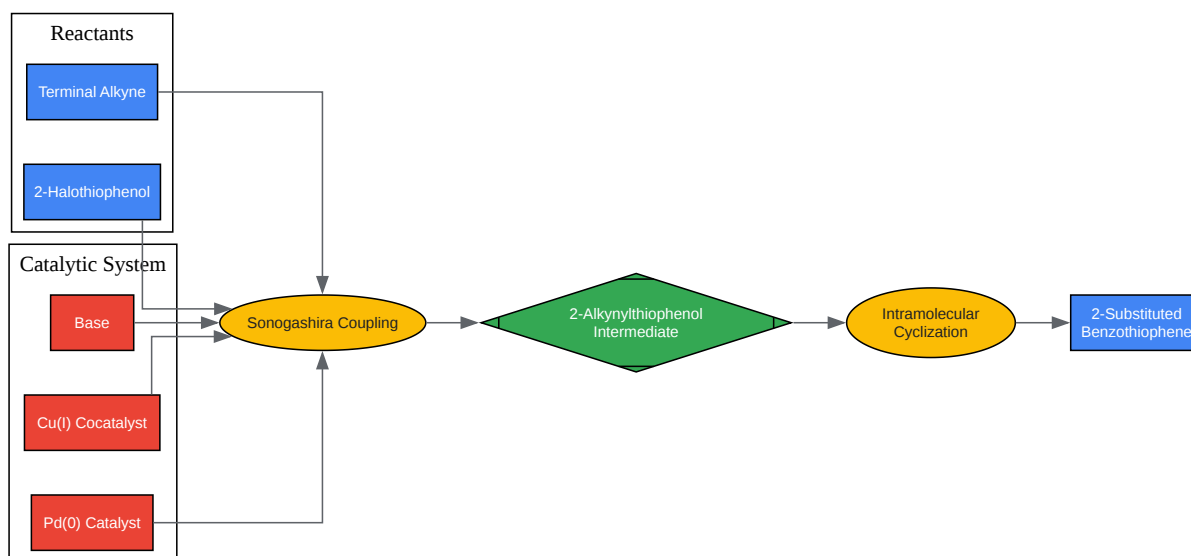 Reactants
Terminal Alkyne
2-Halothiophenol
Catalytic System
Base
Cu(I) Cocatalyst
Pd(0) Catalyst
Sonogashira Coupling
2-Alkynylthiophenol
Intermediate
Intramolecular
Cyclization
2-Substituted
Benzothiophene